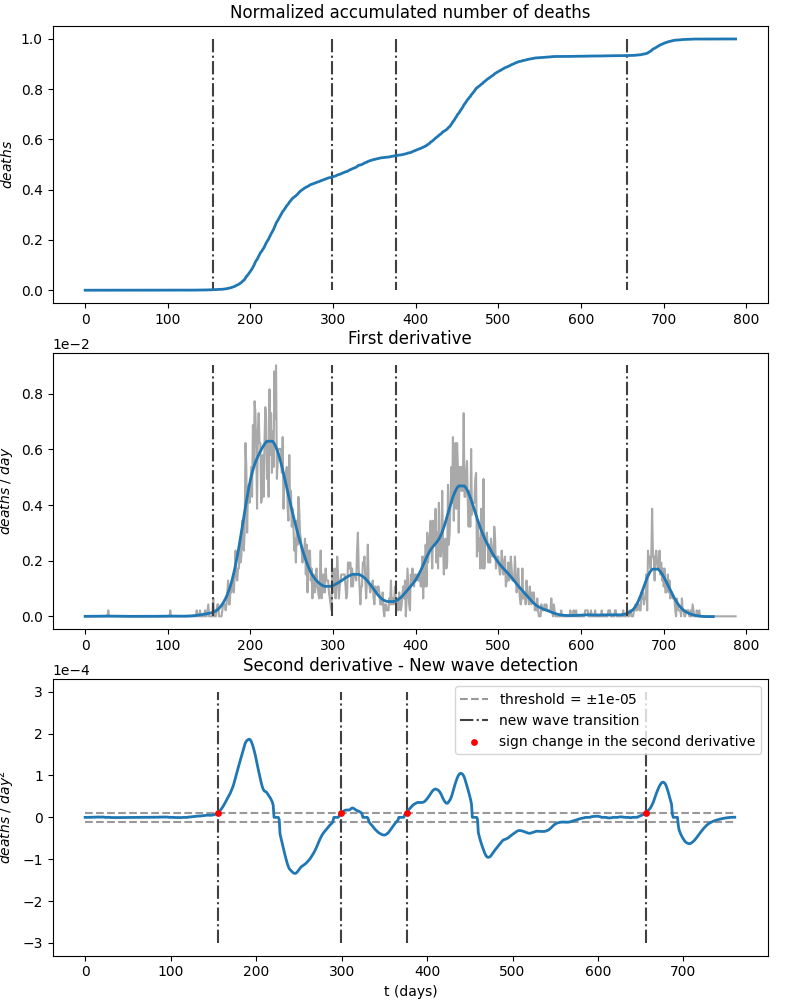 Normalized accumulated number of deaths
1.0
0.8
0.6
0.4
0.2
0.0
deaths
0 100 200 300 400 500 600 700 800
First derivative
1e−2
0.8
0.6
0.4
0.2
0.0
deaths / day
0 100 200 300 400 500 600 700 800
Second derivative - New wave detection
1e−4
3
2
1
0
−1
−2
−3
deaths / day²
threshold = ±1e-05
new wave transition
sign change in the second derivative
0 100 200 300 400 500 600 700
t (days)